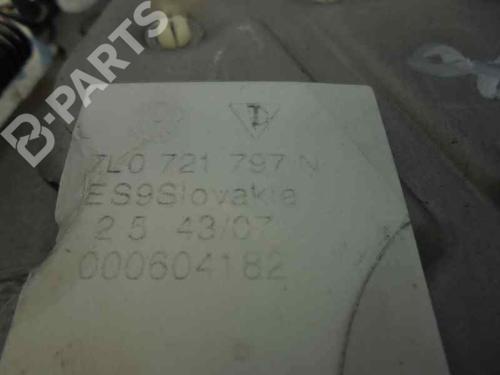 B-PARTS
T
7L0 721 797 N
ES9Slovakia
2 5 43/07
000604182